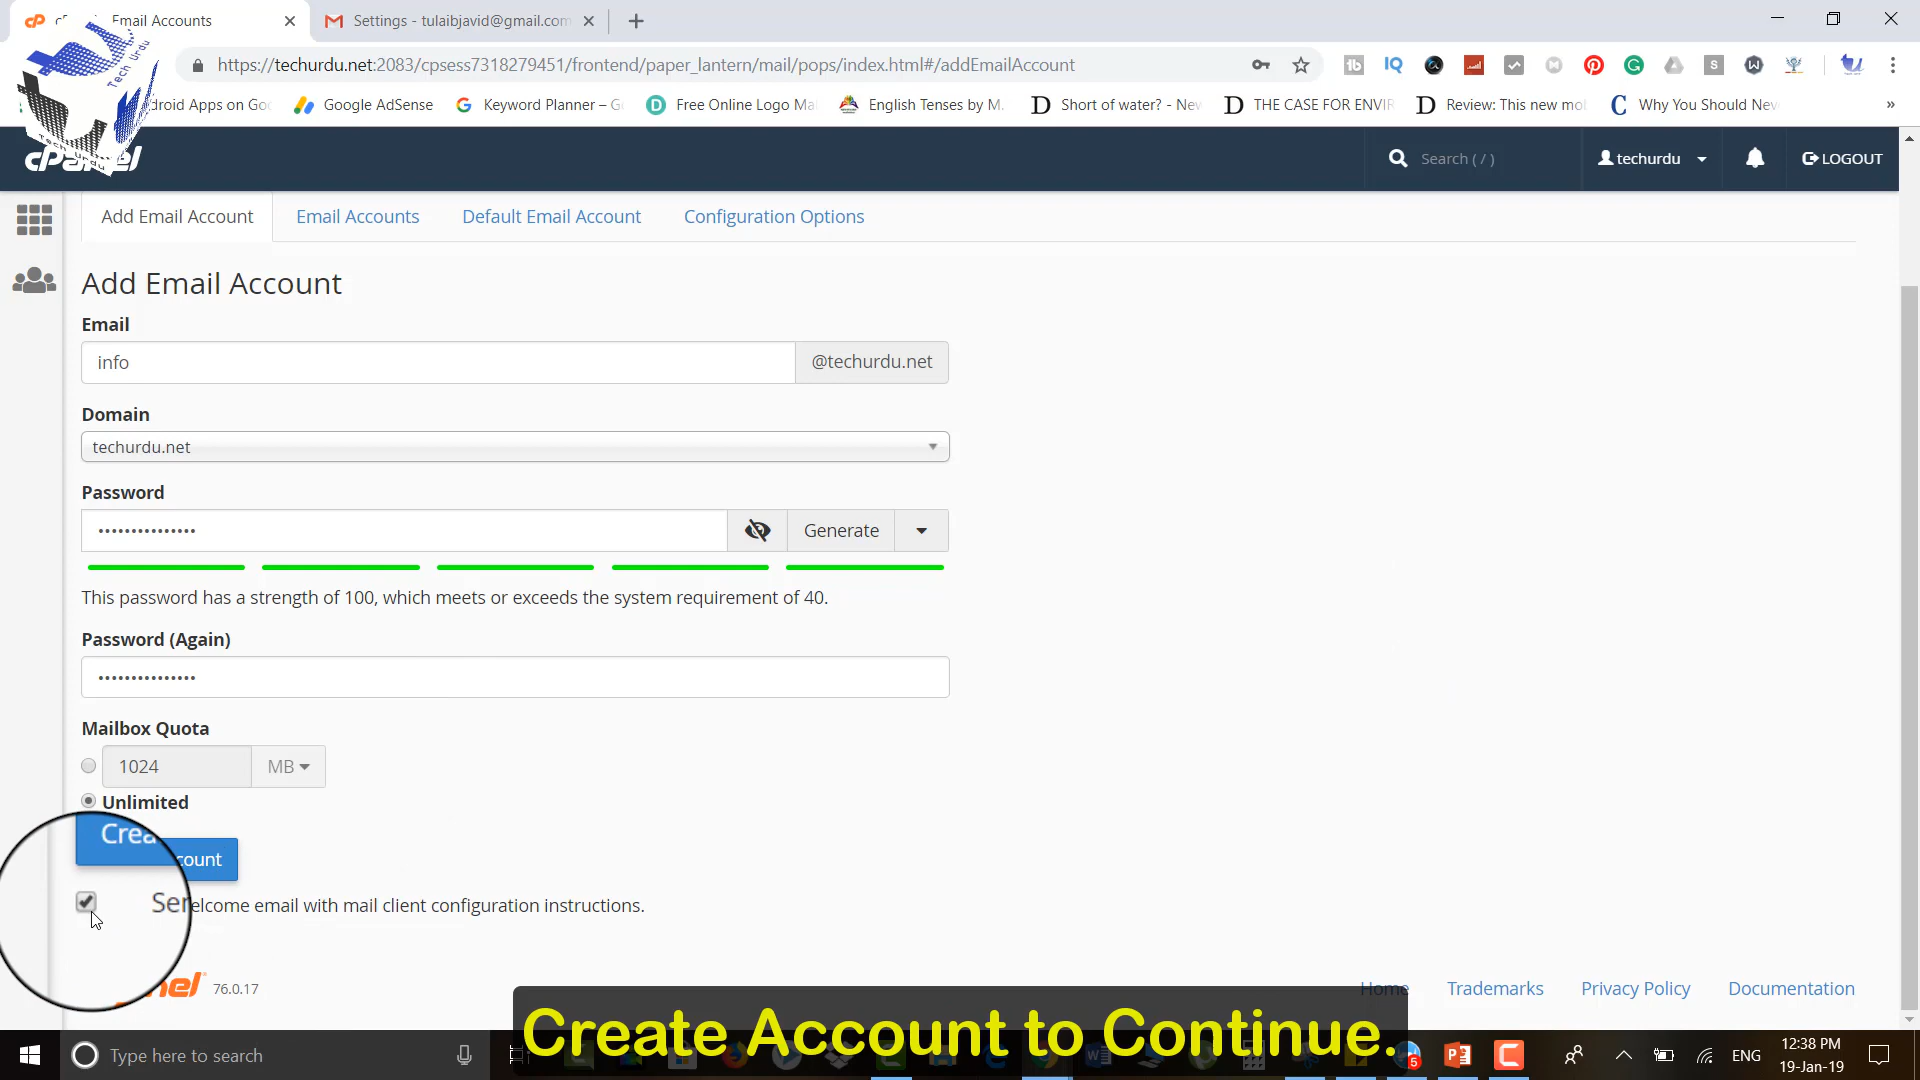 Email Accounts
Settings - tulaibjavid@gmail.com
https://techurdu.net:2083/cpsess7318279451/frontend/paper_lantern/mail/pops/index.html#/addEmailAccount
Tech Urdu
droid Apps on Go
Google AdSense
Keyword Planner – G
Free Online Logo Ma
English Tenses by M.
Short of water? - New
THE CASE FOR ENVIR
Review: This new mo
Why You Should Nev
»
cPanel
Search ( / )
techurdu
LOGOUT
Add Email Account
Email Accounts
Default Email Account
Configuration Options
Add Email Account
Email
info
@techurdu.net
Domain
techurdu.net
Password
•••••••••••••••
Generate
This password has a strength of 100, which meets or exceeds the system requirement of 40.
Password (Again)
•••••••••••••••
Mailbox Quota
1024
MB
Unlimited
Crea
count
Ser
elcome email with mail client configuration instructions.
nel
76.0.17
Home
Trademarks
Privacy Policy
Documentation
Create Account to Continue.
Type here to search
5
ENG
12:38 PM
19-Jan-19